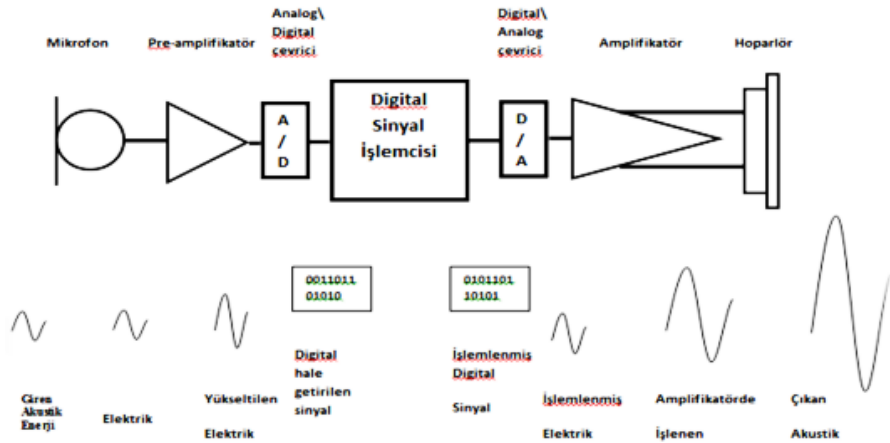 Mikrofon
Pre-amplifikatör
Analog\
Digital
çevrici
Digital\
Analog
çevrici
Amplifikatör
Hoparlör
A
/
D
Digital
Sinyal
İşlemcisi
D
/
A
0011011
01010
0101101
10101
Giren
Akustik
Enerji
Elektrik
Yükseltilen
Elektrik
Digital
hale
getirilen
sinyal
İşlemlenmiş
Digital
Sinyal
İşlemlenmiş
Elektrik
Amplifikatörde
İşlenen
Çıkan
Akustik